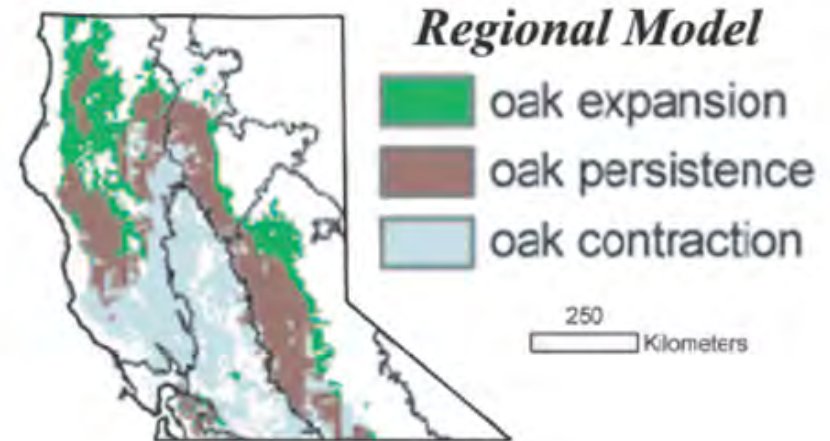 Regional Model
oak expansion
oak persistence
oak contraction
250
Kilometers